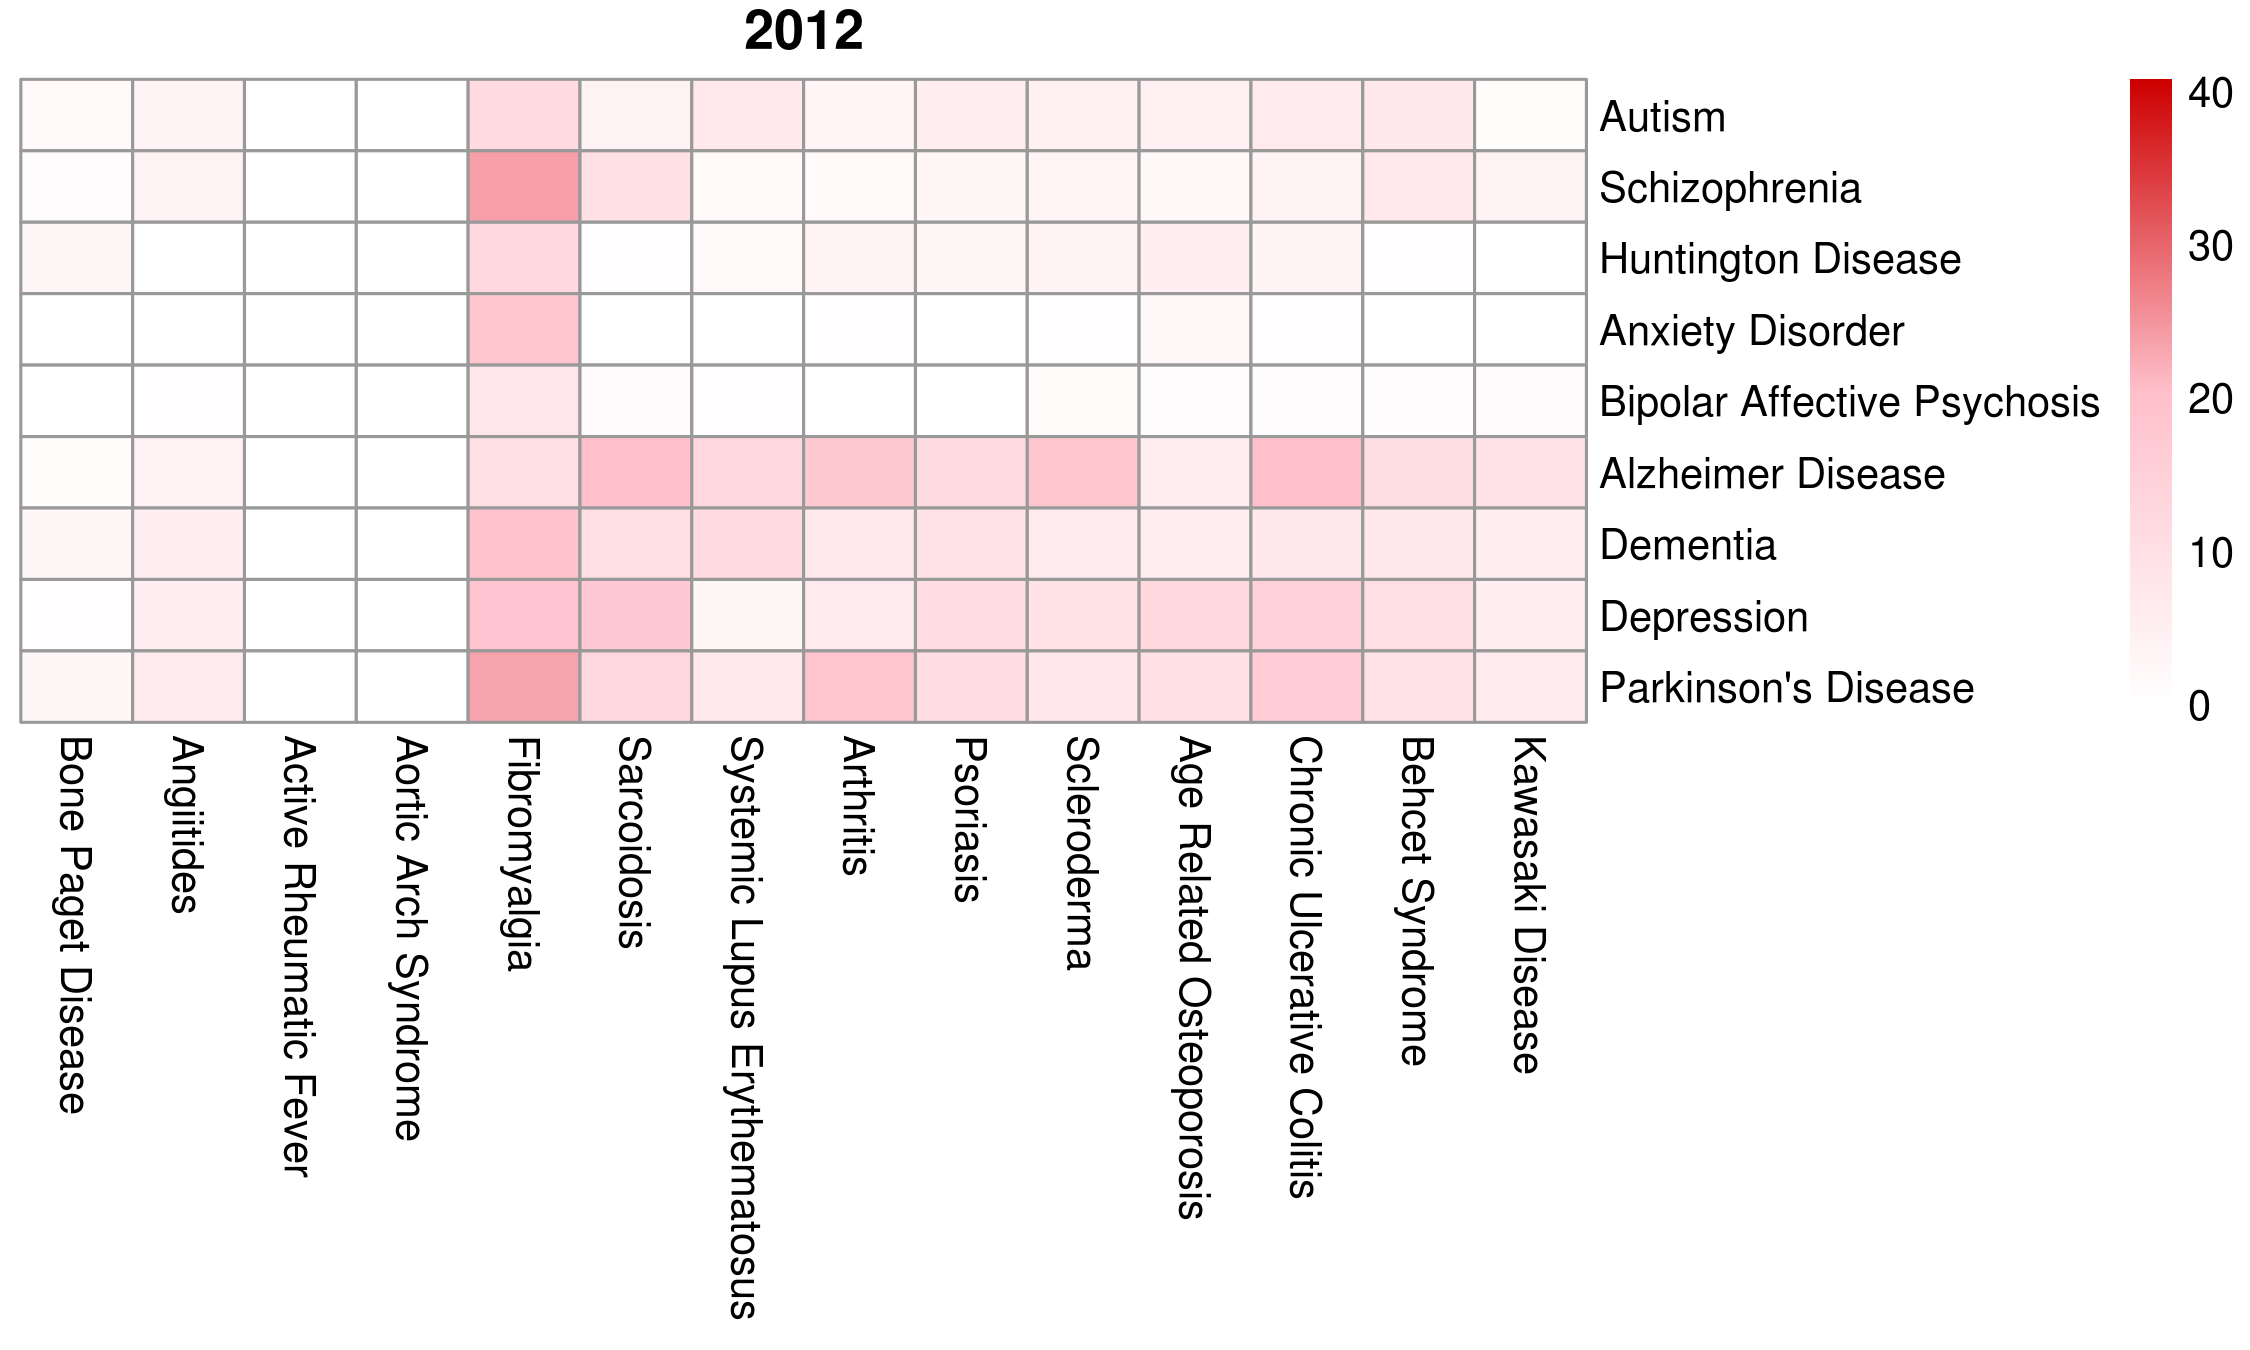 2012
Autism
Schizophrenia
Huntington Disease
Anxiety Disorder
Bipolar Affective Psychosis
Alzheimer Disease
Dementia
Depression
Parkinson's Disease
40
30
20
10
0
Bone Paget Disease
Angiitides
Active Rheumatic Fever
Aortic Arch Syndrome
Fibromyalgia
Sarcoidosis
Systemic Lupus Erythematosus
Arthritis
Psoriasis
Scleroderma
Age Related Osteoporosis
Chronic Ulcerative Colitis
Behcet Syndrome
Kawasaki Disease